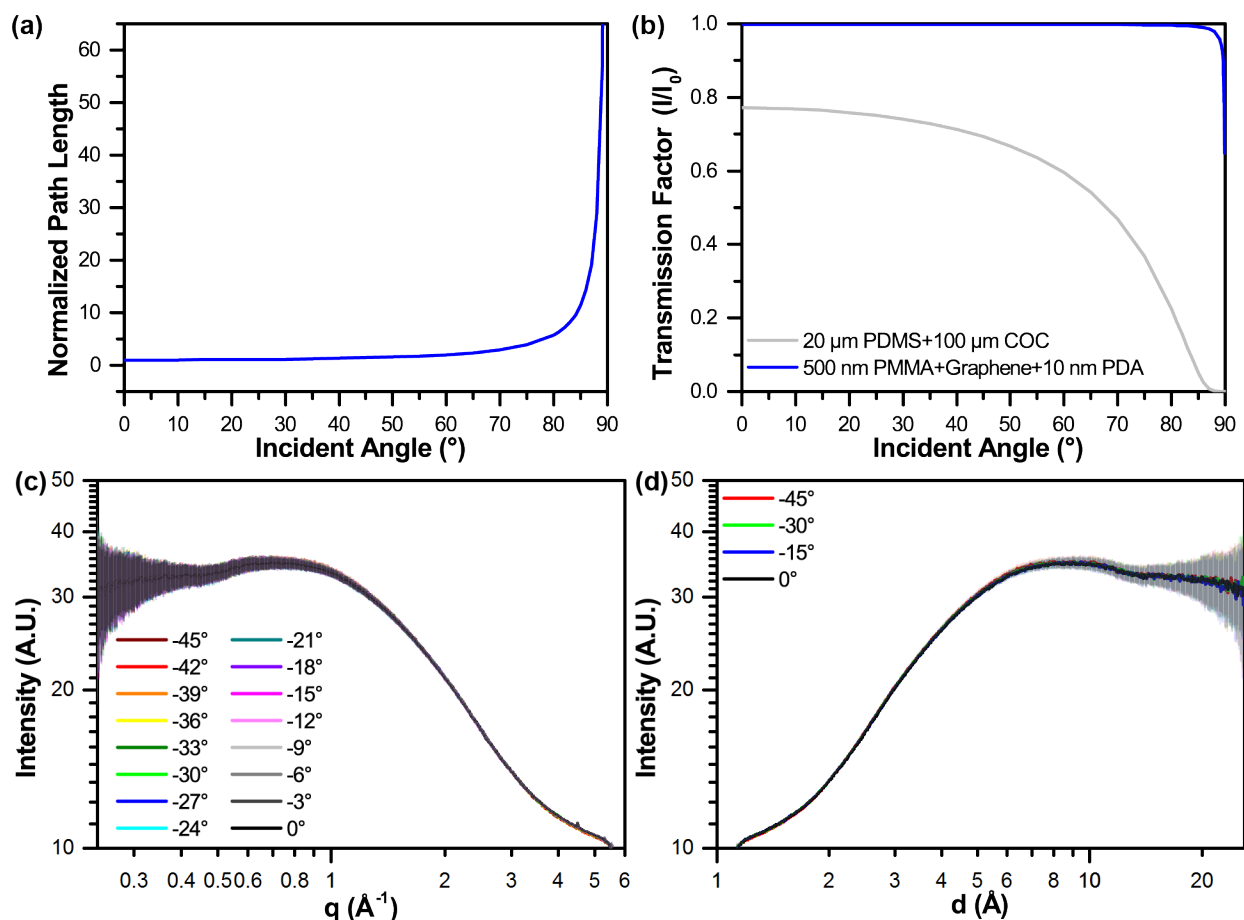 (a)
Normalized Path Length
60
50
40
30
20
10
0
0 10 20 30 40 50 60 70 80 90
Incident Angle (°)
(b)
Transmission Factor (I/I0)
1.0
0.8
0.6
0.4
0.2
0.0
20 µm PDMS+100 µm COC
500 nm PMMA+Graphene+10 nm PDA
0 10 20 30 40 50 60 70 80 90
Incident Angle (°)
(c)
Intensity (A.U.)
50
40
30
20
10
-45° -21°
-42° -18°
-39° -15°
-36° -12°
-33° -9°
-30° -6°
-27° -3°
-24° 0°
0.3 0.4 0.5 0.6 0.8 1 2 3 4 5 6
q (Å-1)
(d)
Intensity (A.U.)
50
40
30
20
10
-45°
-30°
-15°
0°
1 2 3 4 5 6 8 10 20
d (Å)